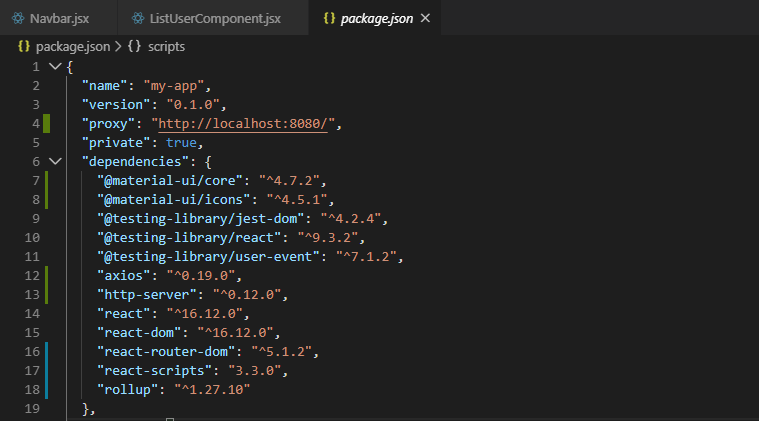 Navbar.jsx ListUserComponent.jsx {} package.json ×
{} package.json > {} scripts
1 {
2 "name": "my-app",
3 "version": "0.1.0",
4 "proxy": "http://localhost:8080/",
5 "private": true,
6 "dependencies": {
7 "@material-ui/core": "^4.7.2",
8 "@material-ui/icons": "^4.5.1",
9 "@testing-library/jest-dom": "^4.2.4",
10 "@testing-library/react": "^9.3.2",
11 "@testing-library/user-event": "^7.1.2",
12 "axios": "^0.19.0",
13 "http-server": "^0.12.0",
14 "react": "^16.12.0",
15 "react-dom": "^16.12.0",
16 "react-router-dom": "^5.1.2",
17 "react-scripts": "3.3.0",
18 "rollup": "^1.27.10"
19 },